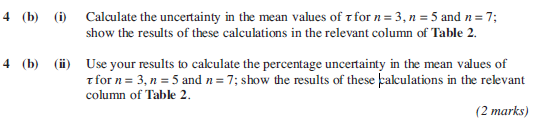 4 (b) (i) Calculate the uncertainty in the mean values of τ for n = 3, n = 5 and n = 7;
show the results of these calculations in the relevant column of Table 2.
4 (b) (ii) Use your results to calculate the percentage uncertainty in the mean values of
τ for n = 3, n = 5 and n = 7; show the results of these calculations in the relevant
column of Table 2.
(2 marks)